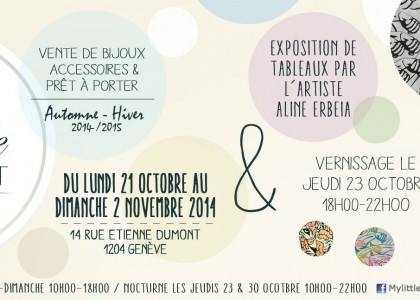 VENTE DE BIJOUX
ACCESSOIRES &
PRÊT À PORTER
Automne - Hiver
2014-/2015
EXPOSITION DE
TABLEAUX PAR
L'ARTISTE
ALINE ERBEIA
&
DU LUNDI 21 OCTOBRE AU
DIMANCHE 2 NOVEMBRE 2014
14 RUE ETIENNE DUMONT
1204 GENÈVE
VERNISSAGE LE
JEUDI 23 OCTOBR
18H00-22H00
-DIMANCHE 10H00-18H00 / NOCTURNE LES JEUDIS 23 & 30 OCOTBRE 10H00-22H00
Mylittle